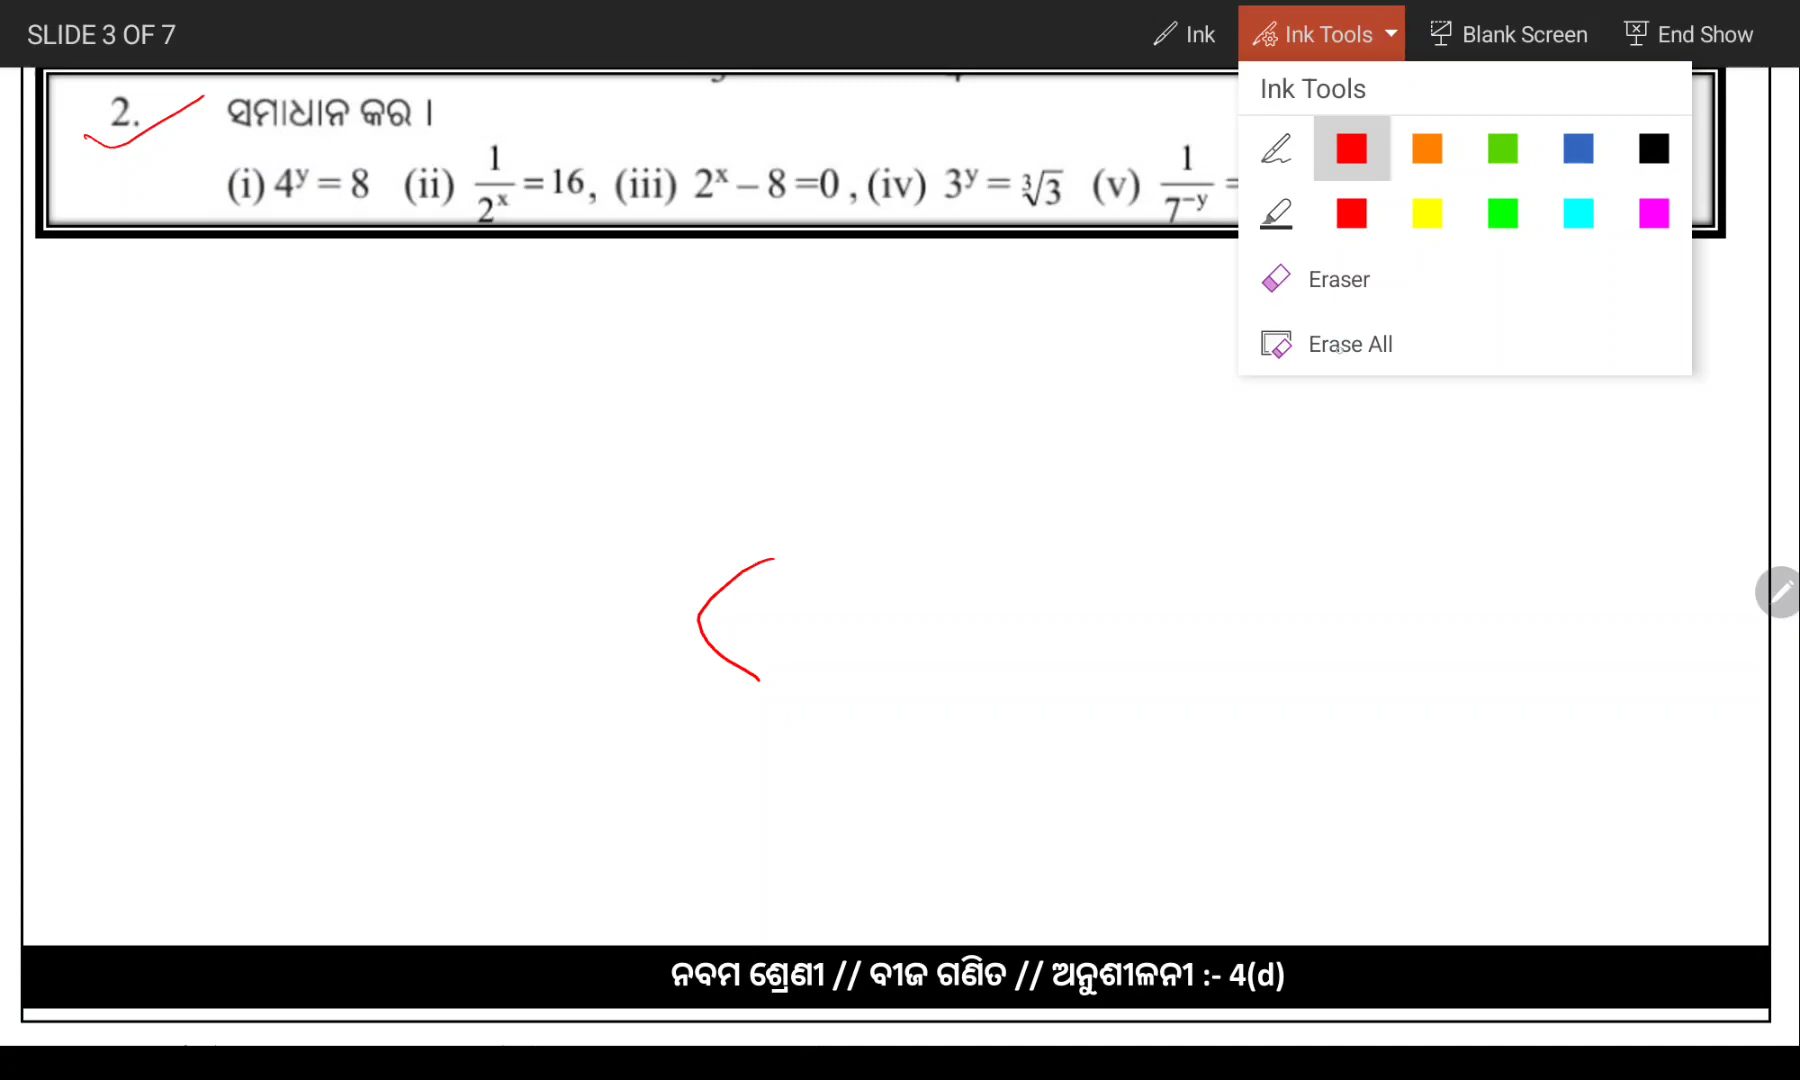 SLIDE 3 OF 7 Ink Ink Tools Blank Screen End Show
Ink Tools
2. ସମାଧାନ କର ।
(i) 4ʸ = 8 (ii) 1/2ˣ = 16, (iii) 2ˣ – 8 =0 , (iv) 3ʸ = ∛3 (v) 1/7⁻ʸ =
Eraser
Erase All
ନବମ ଶ୍ରେଣୀ // ବୀଜ ଗଣିତ // ଅନୁଶୀଳନୀ :- 4(d)